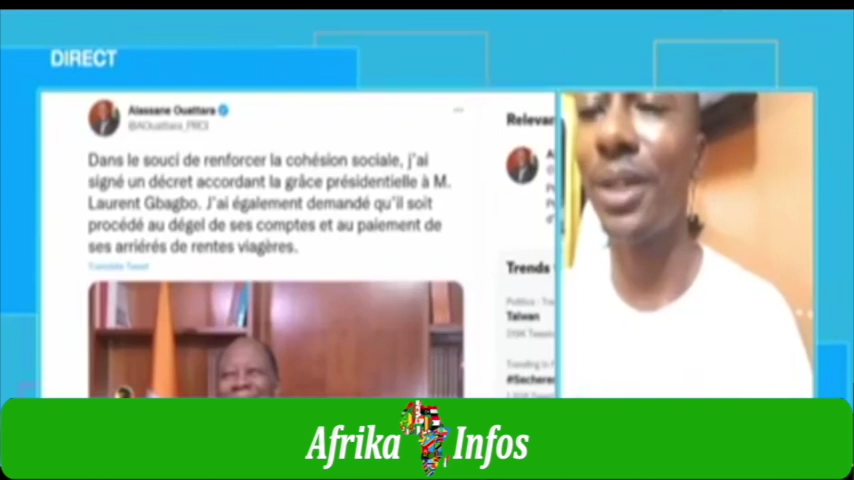 DIRECT
Alassane Ouattara
@AOuattara_PRCI
Dans le souci de renforcer la cohésion sociale, j'ai
signé un décret accordant la grâce présidentielle à M.
Laurent Gbagbo. J'ai également demandé qu'il soit
procédé au dégel de ses comptes et au paiement de
ses arriérés de rentes viagères.
Translate Tweet
Relevan
Trends
Taiwan
Afrika Infos